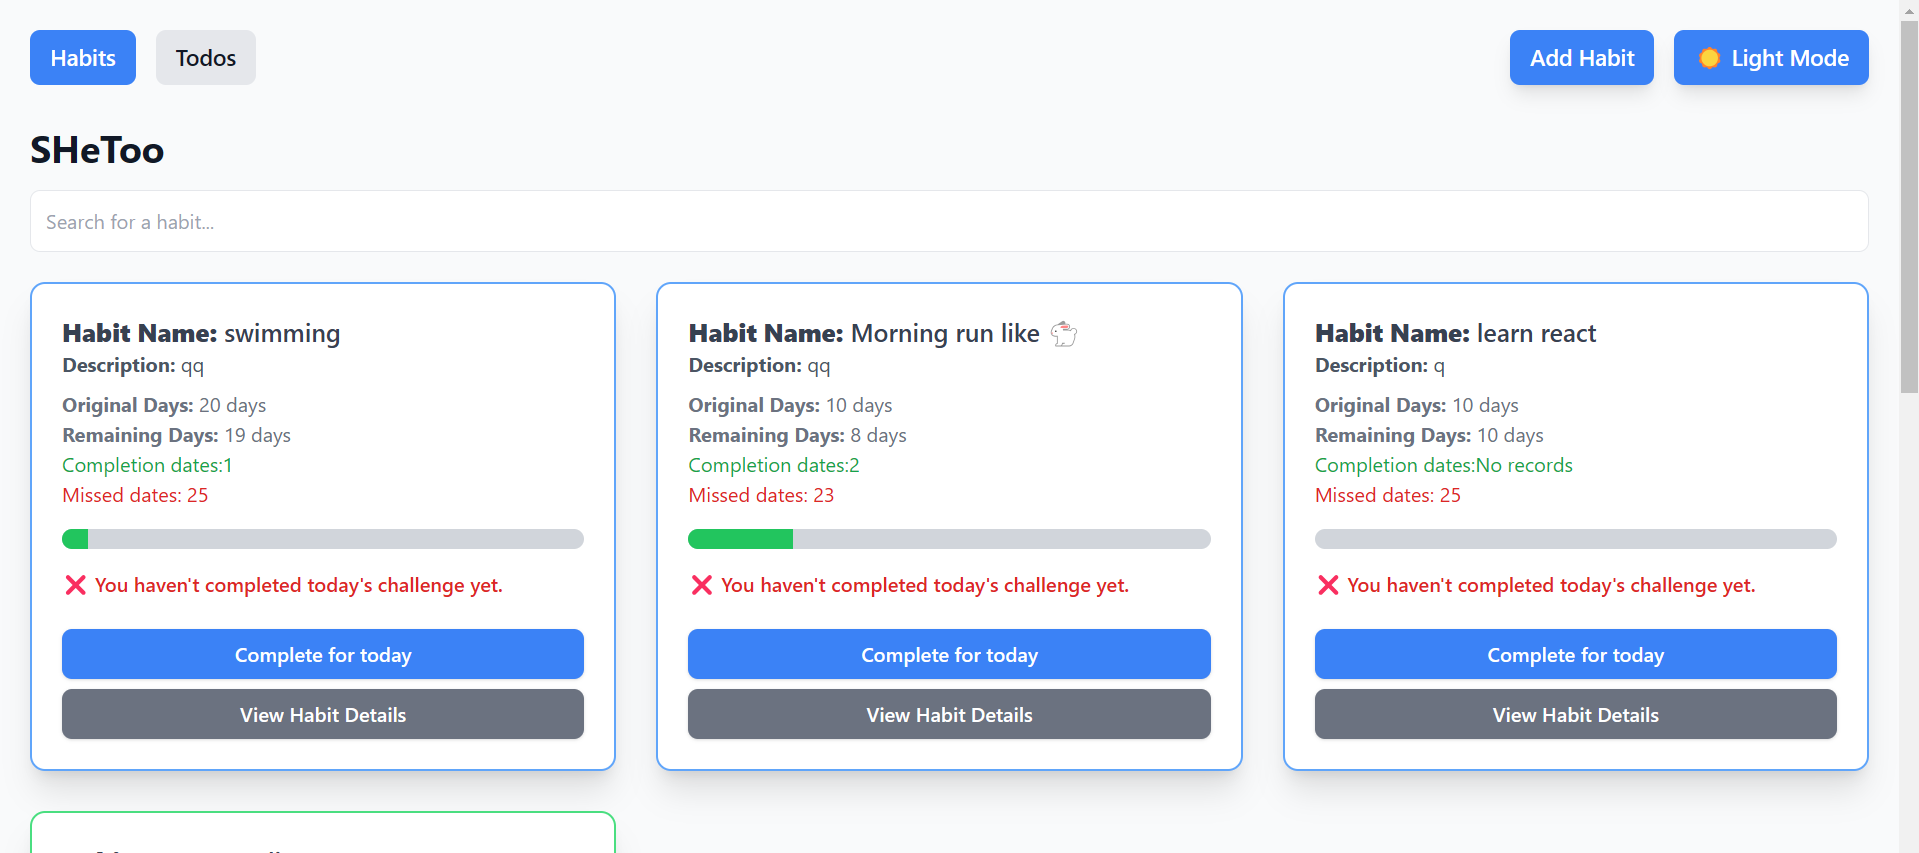 Habits Todos Add Habit Light Mode
SHeToo
Search for a habit...
Habit Name: swimming
Description: qq
Original Days: 20 days
Remaining Days: 19 days
Completion dates:1
Missed dates: 25
You haven't completed today's challenge yet.
Complete for today
View Habit Details
Habit Name: Morning run like
Description: qq
Original Days: 10 days
Remaining Days: 8 days
Completion dates:2
Missed dates: 23
You haven't completed today's challenge yet.
Complete for today
View Habit Details
Habit Name: learn react
Description: q
Original Days: 10 days
Remaining Days: 10 days
Completion dates:No records
Missed dates: 25
You haven't completed today's challenge yet.
Complete for today
View Habit Details